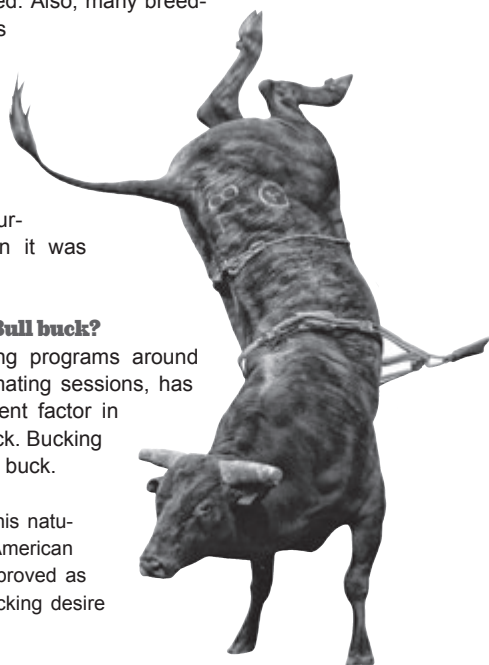 ed. Also, many breed-
s
ur-
n it was
Bull buck?
ng programs around
mating sessions, has
ent factor in
ck. Bucking
buck.
his natu-
American
proved as
cking desire